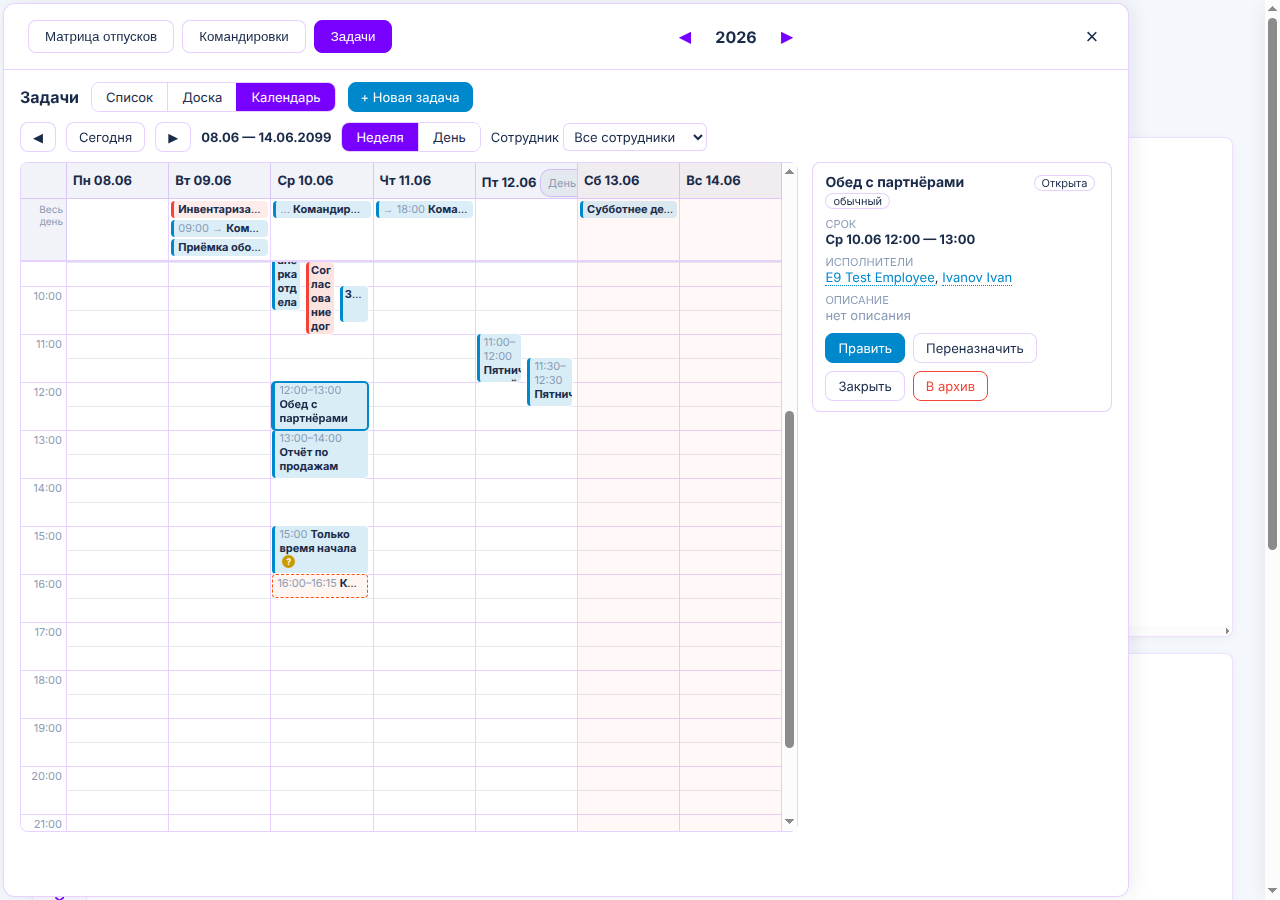 Матрица отпусков Командировки Задачи ◀ 2026 ▶ ×
Задачи Список Доска Календарь + Новая задача
◀ Сегодня ▶ 08.06 — 14.06.2099 Неделя День Сотрудник Все сотрудники
Пн 08.06 Вт 09.06 Ср 10.06 Чт 11.06 Пт 12.06 День Сб 13.06 Вс 14.06
Весь
день
Инвентариза...
09:00 → Ком...
Приёмка обо...
... Командир...
→ 18:00 Кома...
Субботнее де...
10:00
11:00
12:00
13:00
14:00
15:00
16:00
17:00
18:00
19:00
20:00
21:00
рка
отд
ела
Сог
лас
ова
ние
дог
З...
12:00–13:00
Обед с
партнёрами
13:00–14:00
Отчёт по
продажам
15:00 Только
время начала
?
16:00–16:15 К...
11:00–
12:00
Пятнич
11:30–
12:30
Пятнич
Обед с партнёрами Открыта
обычный
СРОК
Ср 10.06 12:00 — 13:00
ИСПОЛНИТЕЛИ
E9 Test Employee, Ivanov Ivan
ОПИСАНИЕ
нет описания
Править Переназначить
Закрыть В архив